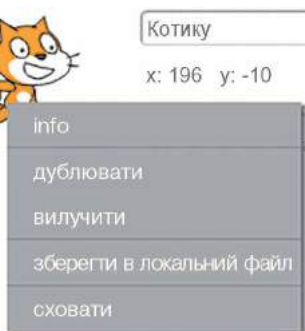 Котику
x: 196 y: -10
info
дублювати
вилучити
зберегти в локальний файл
сховати